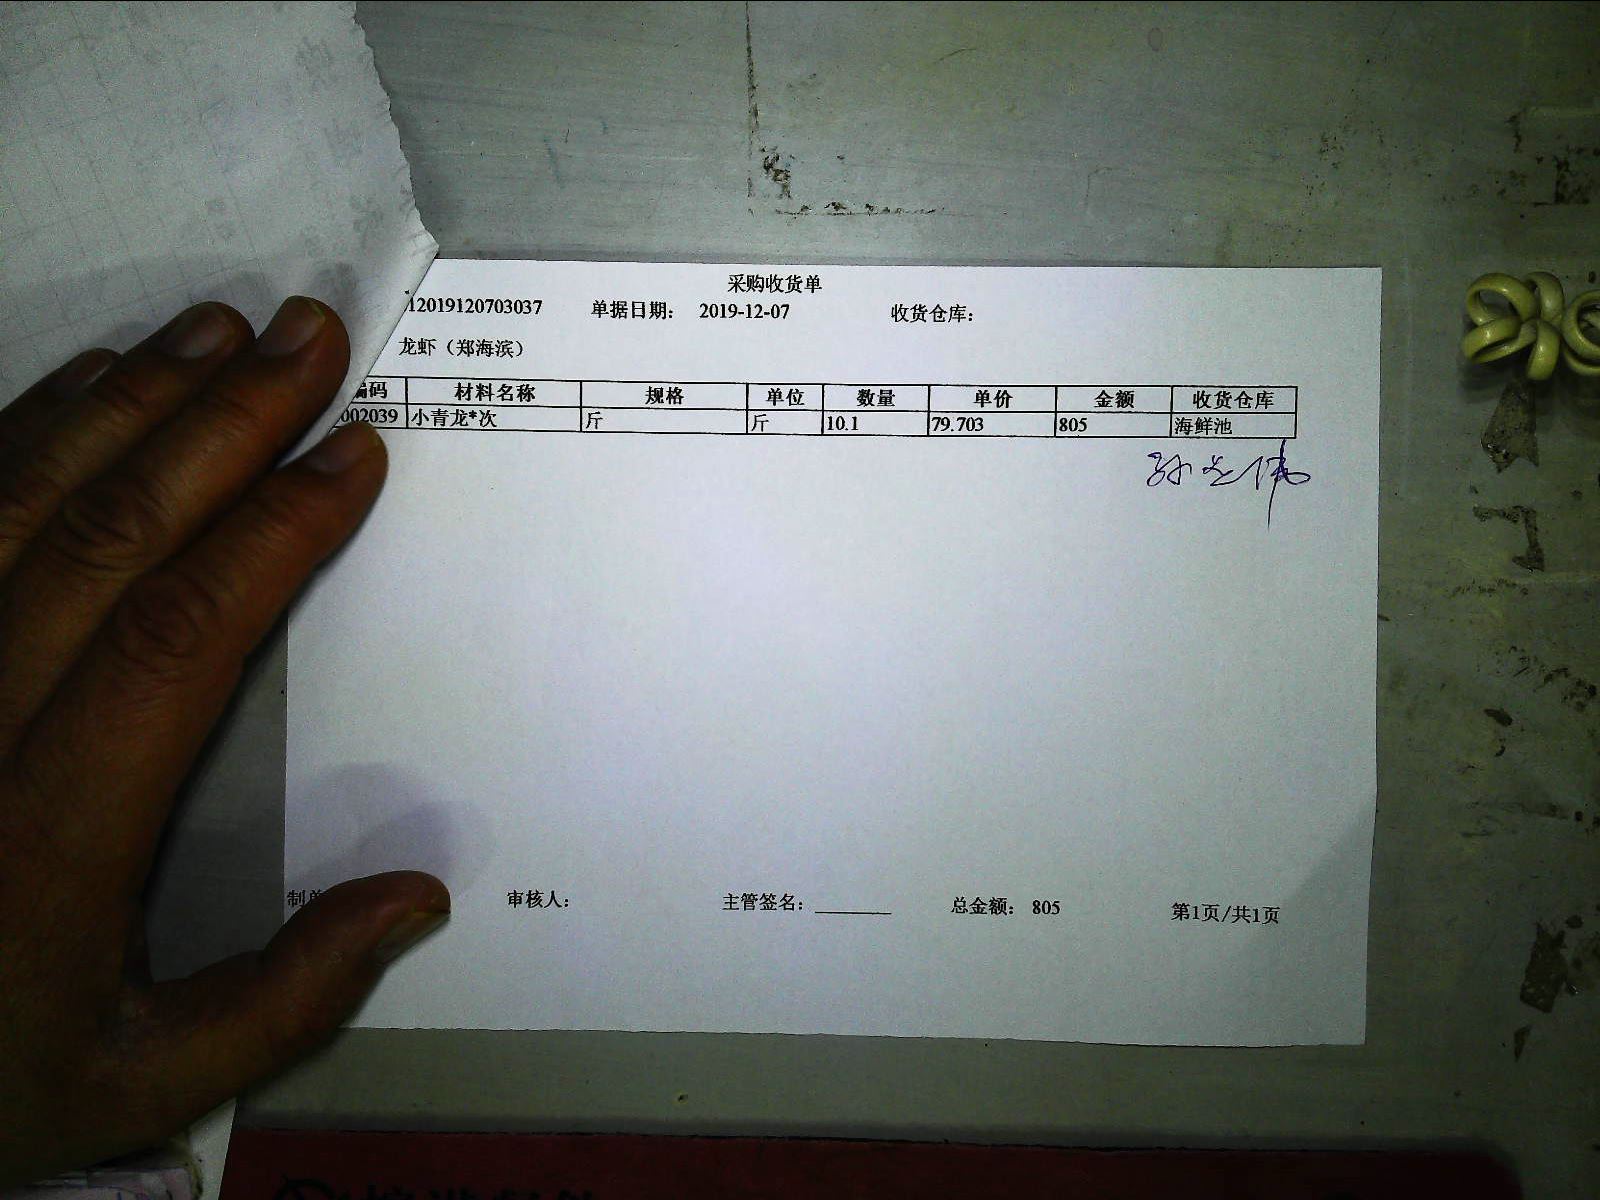 采购收货单
12019120703037 单据日期： 2019-12-07 收货仓库：
龙虾（郑海滨）
编码 材料名称 规格 单位 数量 单价 金额 收货仓库
002039 小青龙*次 斤 斤 10.1 79.703 805 海鲜池
制单 审核人： 主管签名：______ 总金额： 805 第1页/共1页